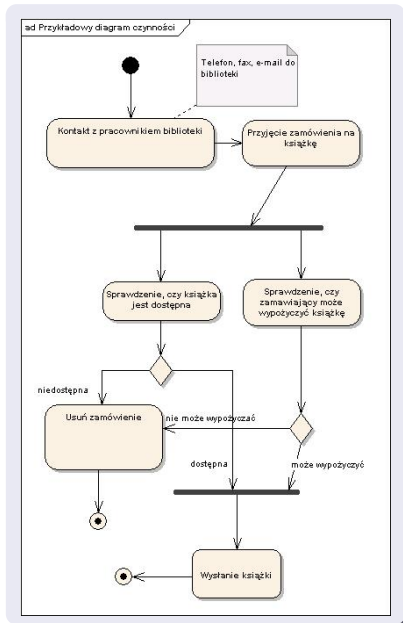 ad Przykładowy diagram czynności
Telefon, fax, e-mail do
biblioteki
Kontakt z pracownikiem biblioteki
Przyjęcie zamówienia na
książkę
Sprawdzenie, czy książka
jest dostępna
Sprawdzenie, czy
zamawiający może
wypożyczyć książkę
niedostępna
Usuń zamówienie
nie może wypożyczać
dostępna
może wypożyczyć
Wysłanie książki